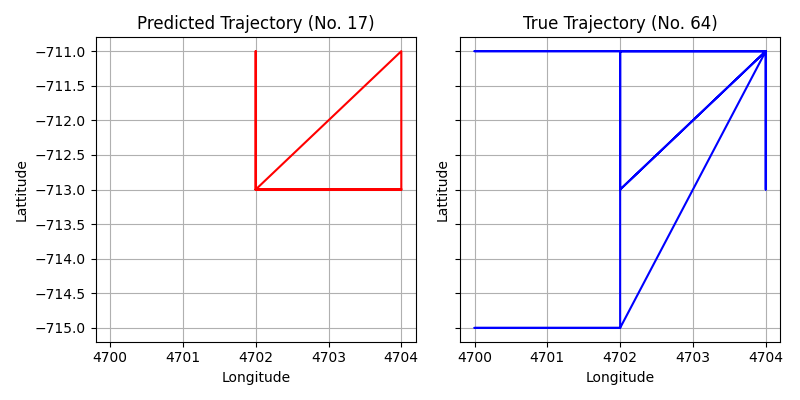 Predicted Trajectory (No. 17)
True Trajectory (No. 64)
Lattitude
−711.0
−711.5
−712.0
−712.5
−713.0
−713.5
−714.0
−714.5
−715.0
4700 4701 4702 4703 4704
Longitude
Lattitude
4700 4701 4702 4703 4704
Longitude